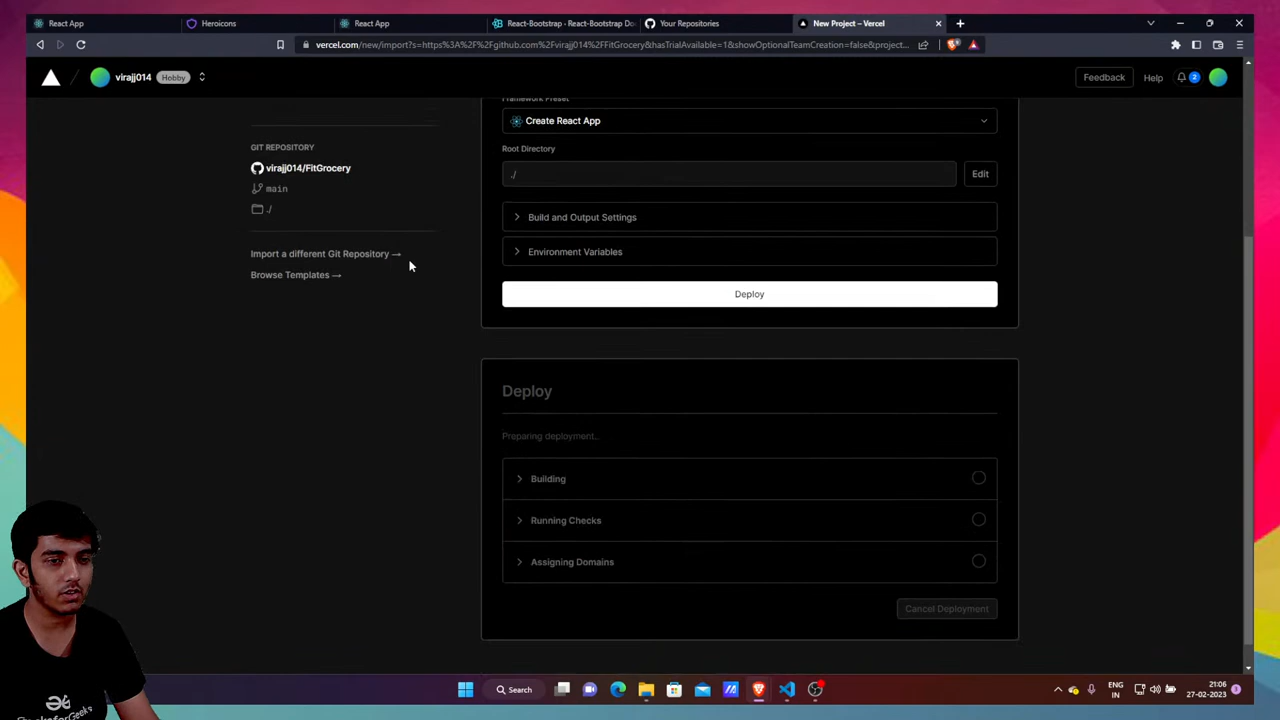 React App
Heroicons
React App
React-Bootstrap · React-Bootstrap Do
Your Repositories
New Project – Vercel
vercel.com/new/import?s=https%3A%2F%2Fgithub.com%2Fvirajj014%2FFitGrocery&hasTrialAvailable=1&showOptionalTeamCreation=false&project...
virajj014 Hobby
Feedback
Help
2
Framework Preset
Create React App
GIT REPOSITORY
virajj014/FitGrocery
main
./
Import a different Git Repository →
Browse Templates →
Root Directory
./
Edit
Build and Output Settings
Environment Variables
Deploy
Deploy
Preparing deployment...
Building
Running Checks
Assigning Domains
Cancel Deployment
Search
ENG
IN
21:06
27-02-2023